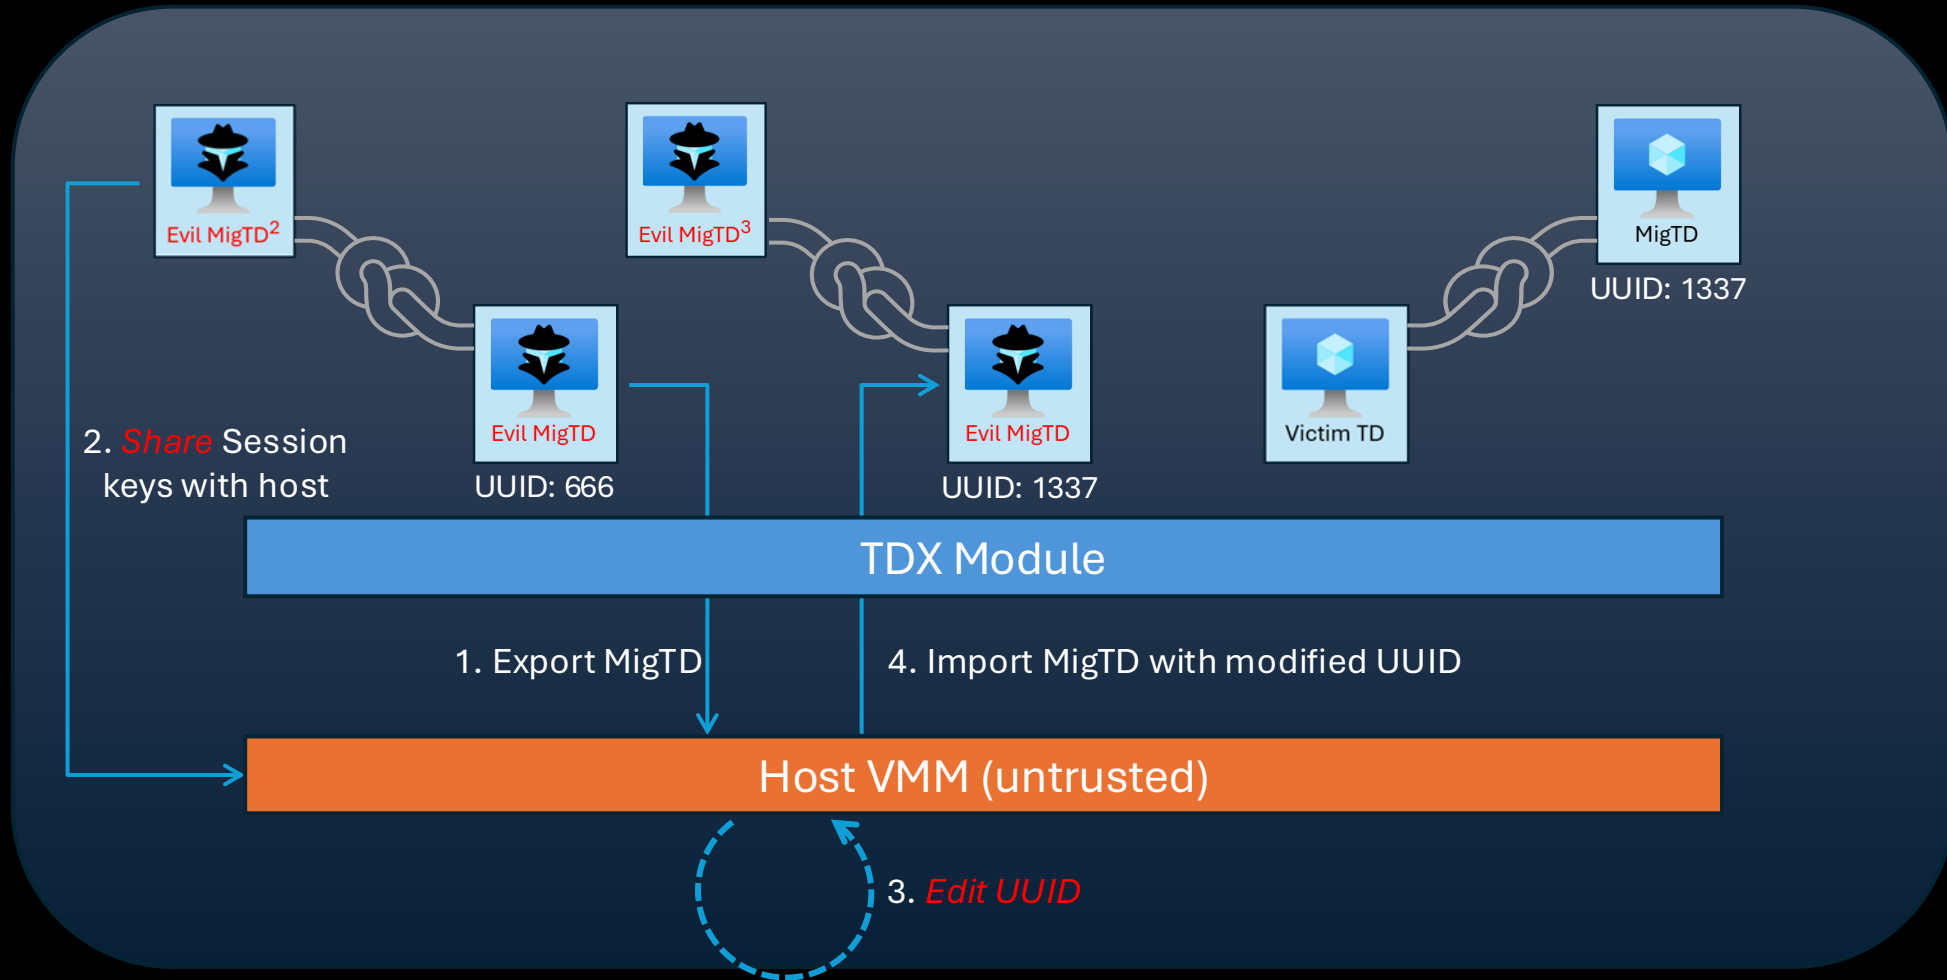 Evil MigTD²
Evil MigTD³
MigTD
UUID: 1337
Evil MigTD
UUID: 666
Evil MigTD
UUID: 1337
Victim TD
2. Share Session
keys with host
TDX Module
1. Export MigTD
4. Import MigTD with modified UUID
Host VMM (untrusted)
3. Edit UUID